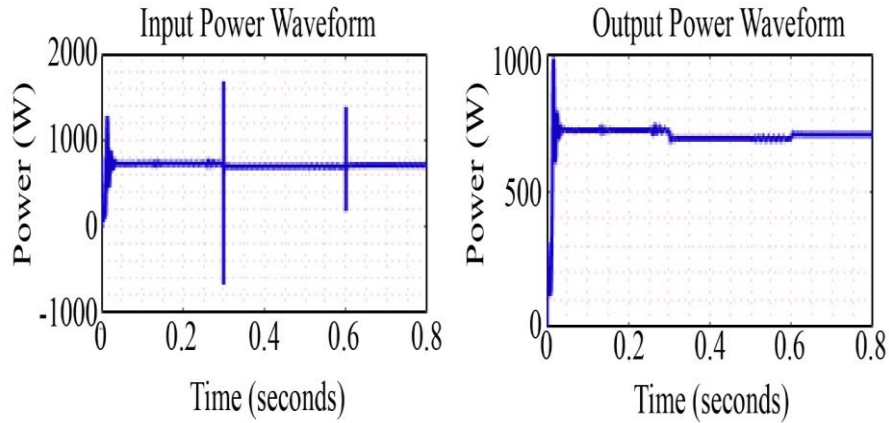 Input Power Waveform
2000
1000
0
-1000
Power (W)
0 0.2 0.4 0.6 0.8
Time (seconds)
Output Power Waveform
1000
500
0
Power (W)
0 0.2 0.4 0.6 0.8
Time (seconds)